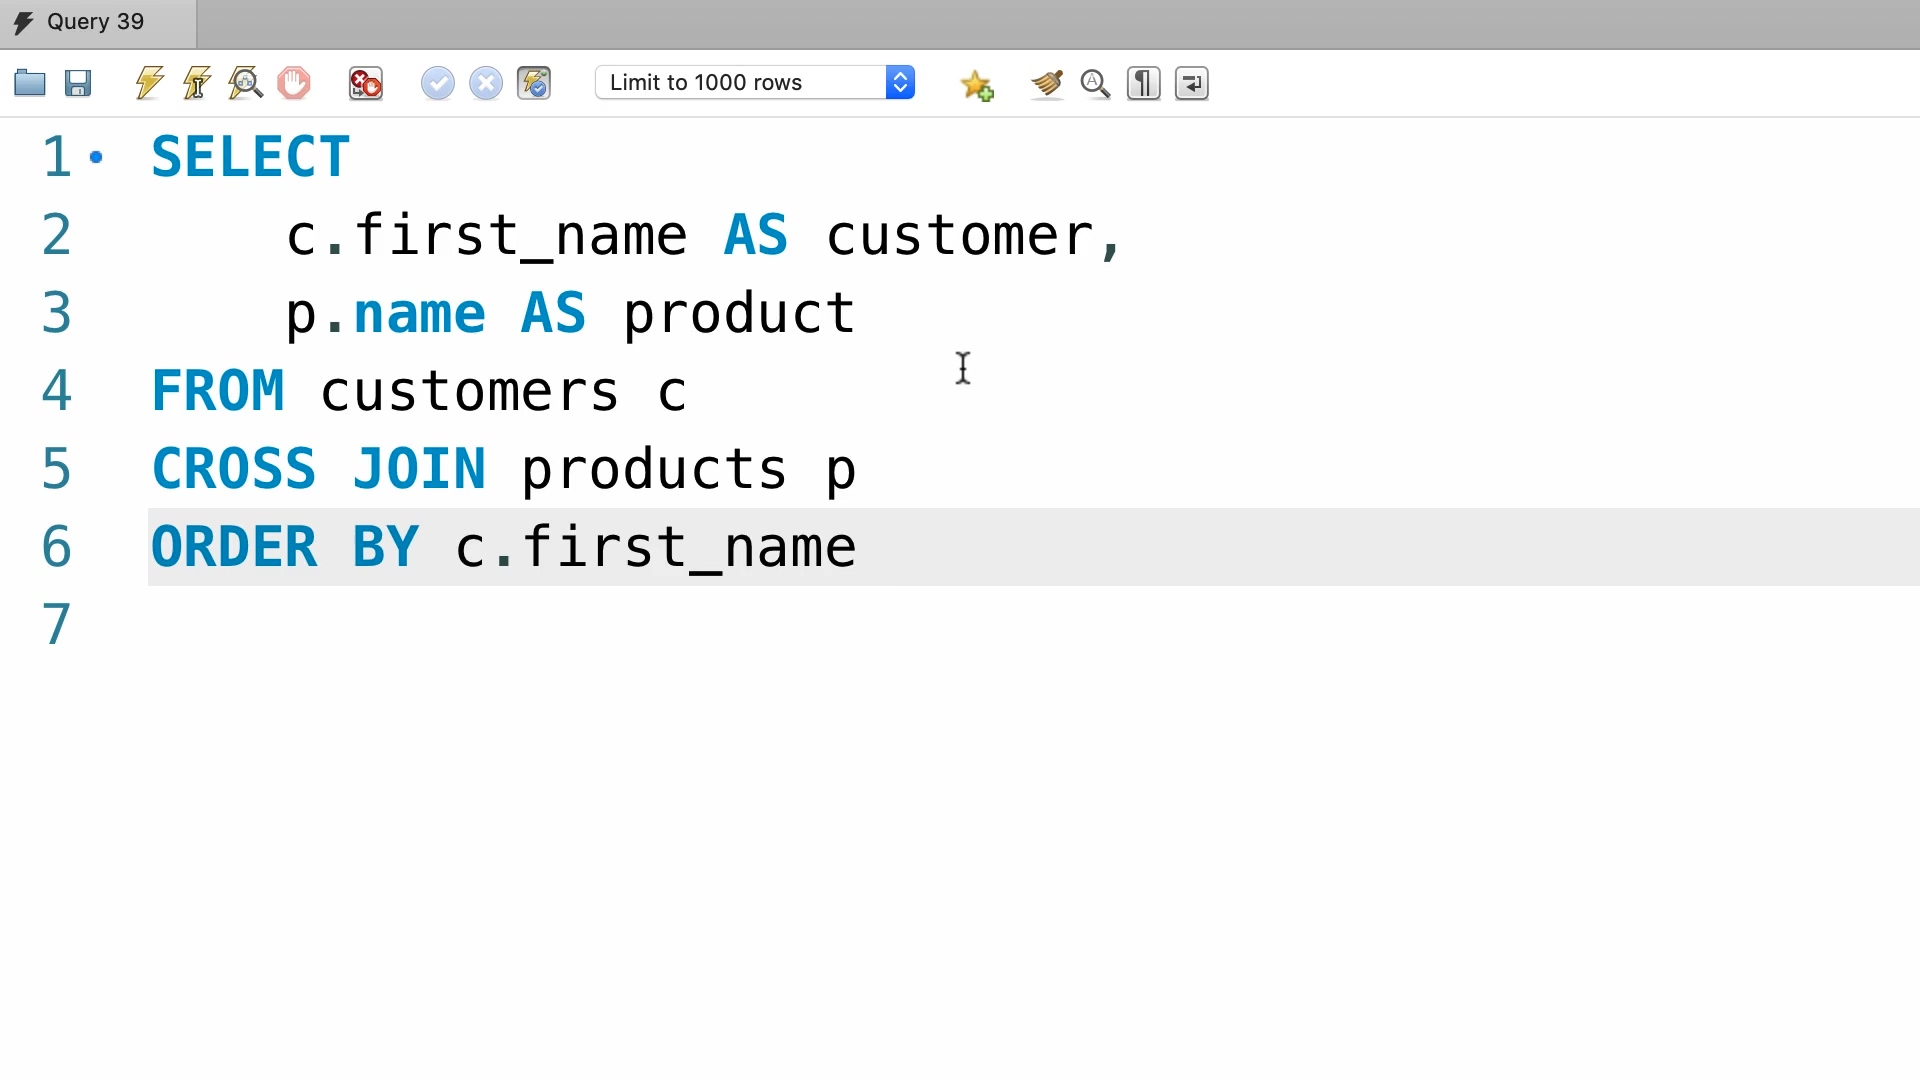 Query 39
Limit to 1000 rows
1 SELECT
2 c.first_name AS customer,
3 p.name AS product
4 FROM customers c
5 CROSS JOIN products p
6 ORDER BY c.first_name
7